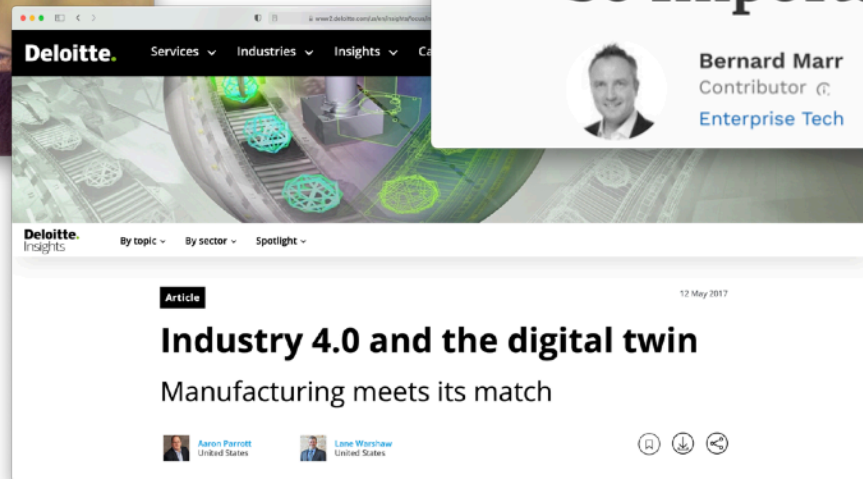 Deloitte.
Services
Industries
Insights
Bernard Marr
Contributor
Enterprise Tech
Deloitte.
Insights
By topic
By sector
Spotlight
Article
12 May 2017
Industry 4.0 and the digital twin
Manufacturing meets its match
Aaron Parrott
United States
Lane Warshaw
United States